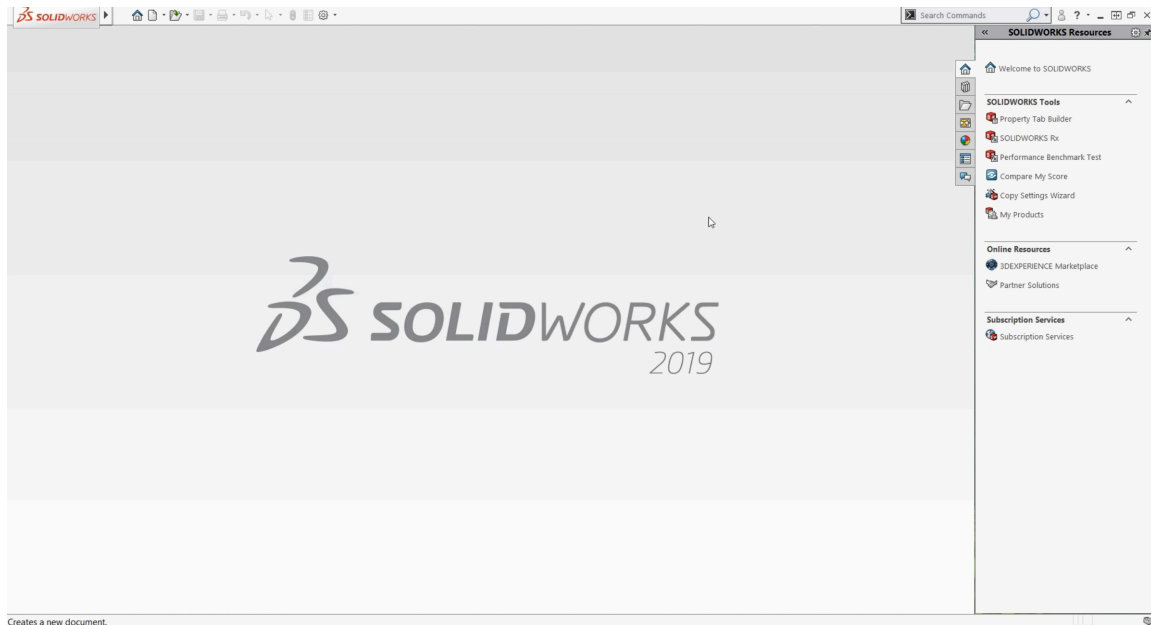 SOLIDWORKS
Search Commands
?
SOLIDWORKS Resources
Welcome to SOLIDWORKS
SOLIDWORKS Tools
Property Tab Builder
SOLIDWORKS Rx
Performance Benchmark Test
Compare My Score
Copy Settings Wizard
My Products
Online Resources
3DEXPERIENCE Marketplace
Partner Solutions
Subscription Services
Subscription Services
SOLIDWORKS
2019
Creates a new document.